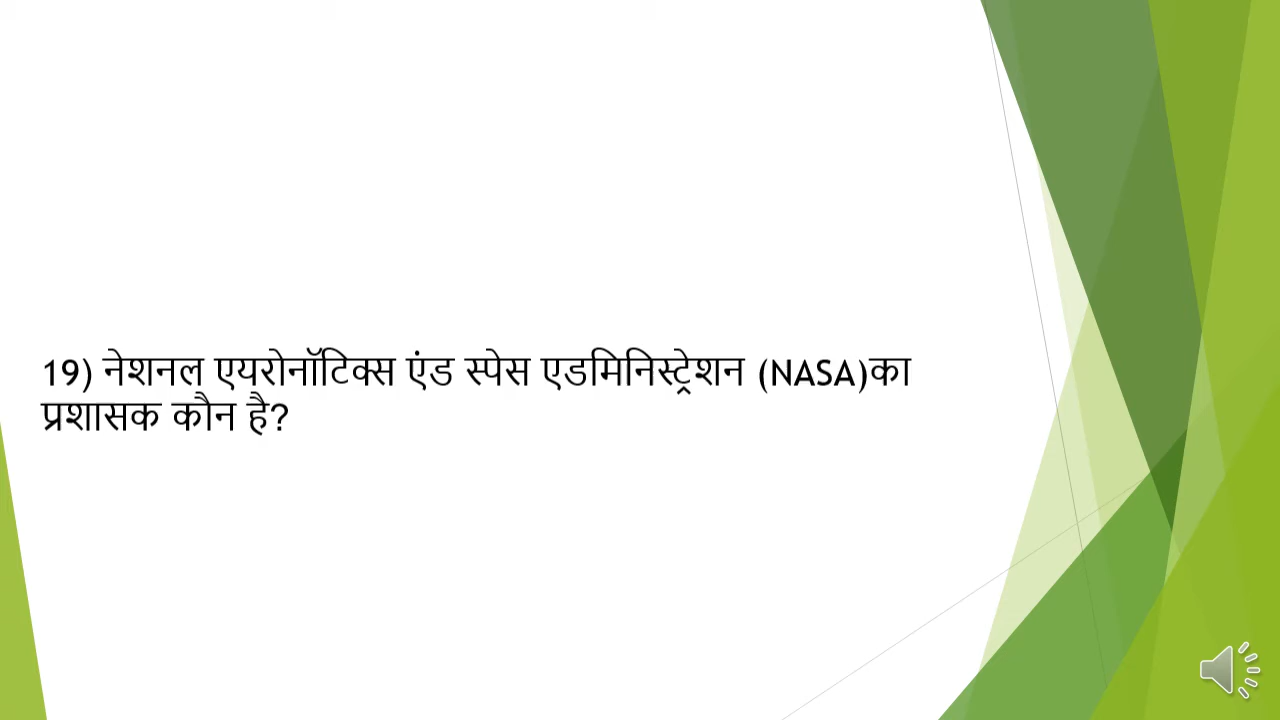 19) नेशनल एयरोनॉटिक्स एंड स्पेस एडमिनिस्ट्रेशन (NASA)का
प्रशासक कौन है?